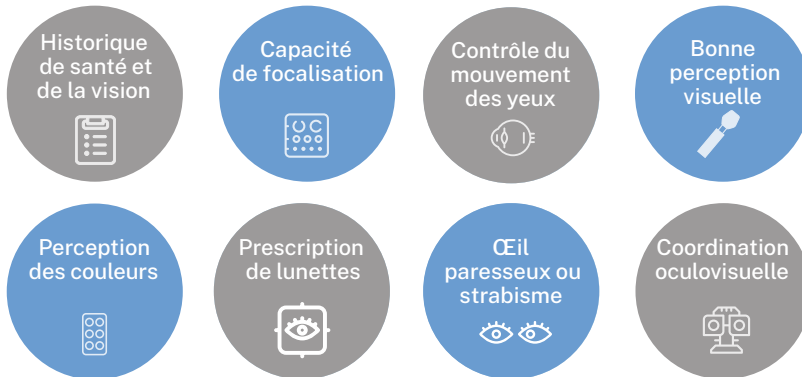 Historique
de santé et
de la vision
Capacité
de focalisation
Contrôle du
mouvement
des yeux
Bonne
perception
visuelle
Perception
des couleurs
Prescription
de lunettes
Œil
paresseux ou
strabisme
Coordination
oculovisuelle